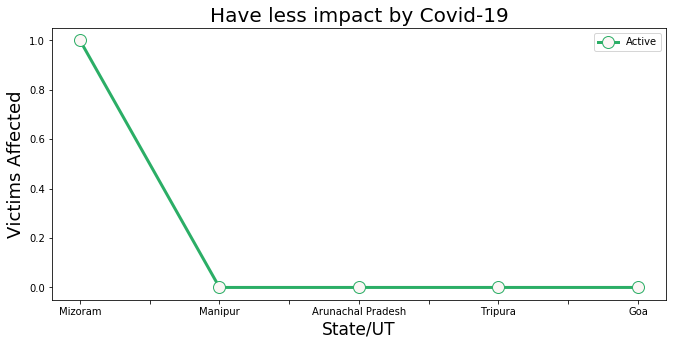 Have less impact by Covid-19
Active
Victims Affected
1.0
0.8
0.6
0.4
0.2
0.0
Mizoram Manipur Arunachal Pradesh Tripura Goa
State/UT